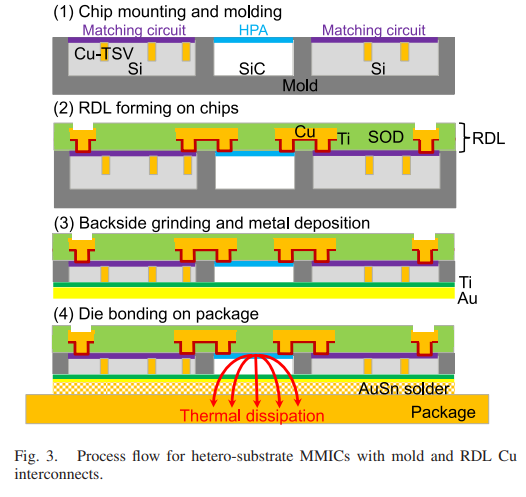 (1) Chip mounting and molding
Matching circuit
HPA
Matching circuit
Cu-TSV
Si
SiC
Si
Mold
(2) RDL forming on chips
Cu
Ti
SOD
RDL
(3) Backside grinding and metal deposition
Ti
Au
(4) Die bonding on package
AuSn solder
Thermal dissipation
Package
Fig. 3. Process flow for hetero-substrate MMICs with mold and RDL Cu
interconnects.